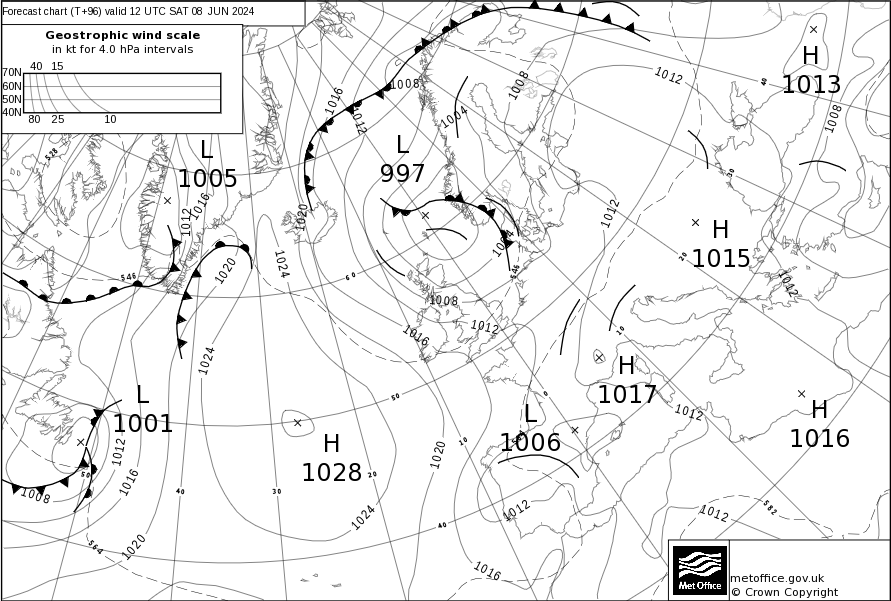 Forecast chart (T+96) valid 12 UTC SAT 08 JUN 2024
Geostrophic wind scale
in kt for 4.0 hPa intervals
40 15
70N
60N
50N
40N
80 25 10
528
L
1005
1016
1012
1012
1016
1008
1008
1004
L
997
1012
H
1013
40
1008
30
1020
1024
1020
546
60
1012
H
1015
20
1012
1004
546
1008
1012
1016
10
1024
50
0
H
1017
1012
H
1016
L
1001
1012
50
1016
1008
H
1028
L
1006
1020
10
20
30
40
40
1024
1012
1012
582
564
1020
1016
Met Office
metoffice.gov.uk
© Crown Copyright